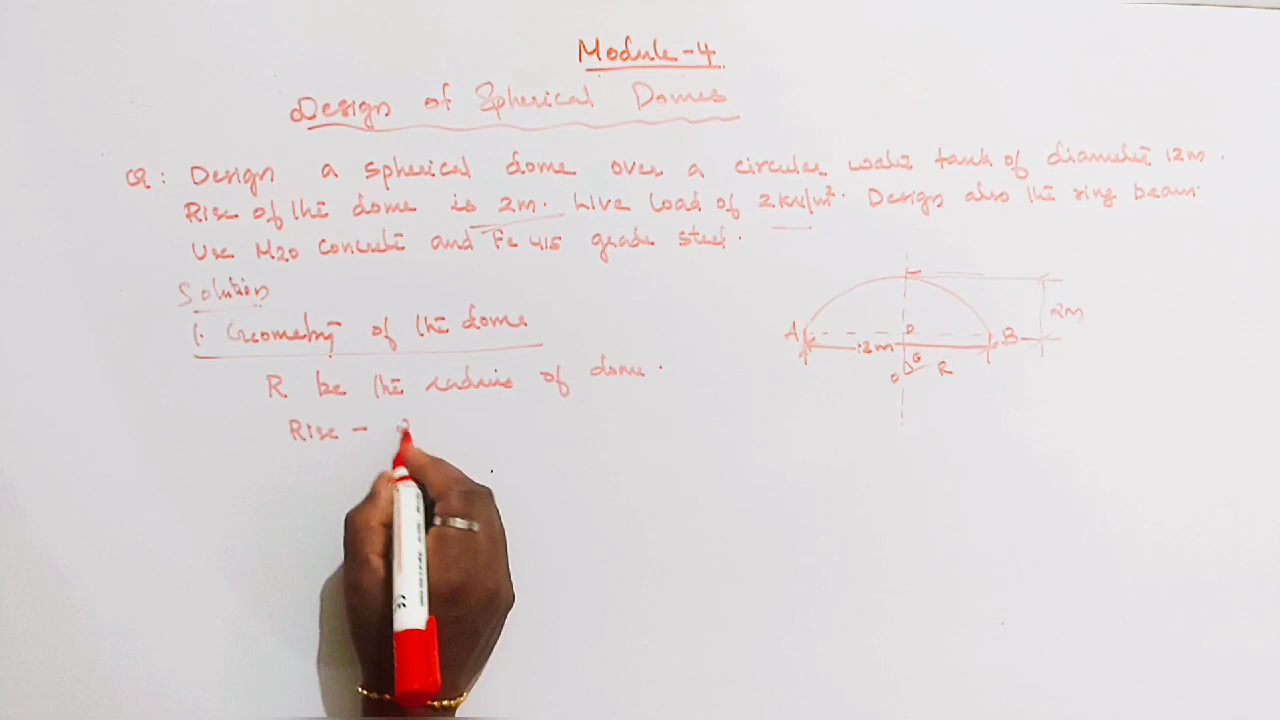 Module-4
Design of Spherical Domes
Q: Design a spherical dome over a circular water tank of diameter 12m.
Rise of the dome is 2m. Live Load of 2kN/m². Design also the ring beam.
Use M20 concrete and Fe 415 grade steel.
Solution
1. Geometry of the dome
R be the radius of dome.
Rise -
A
12m
D
B
2m
O
θ
R